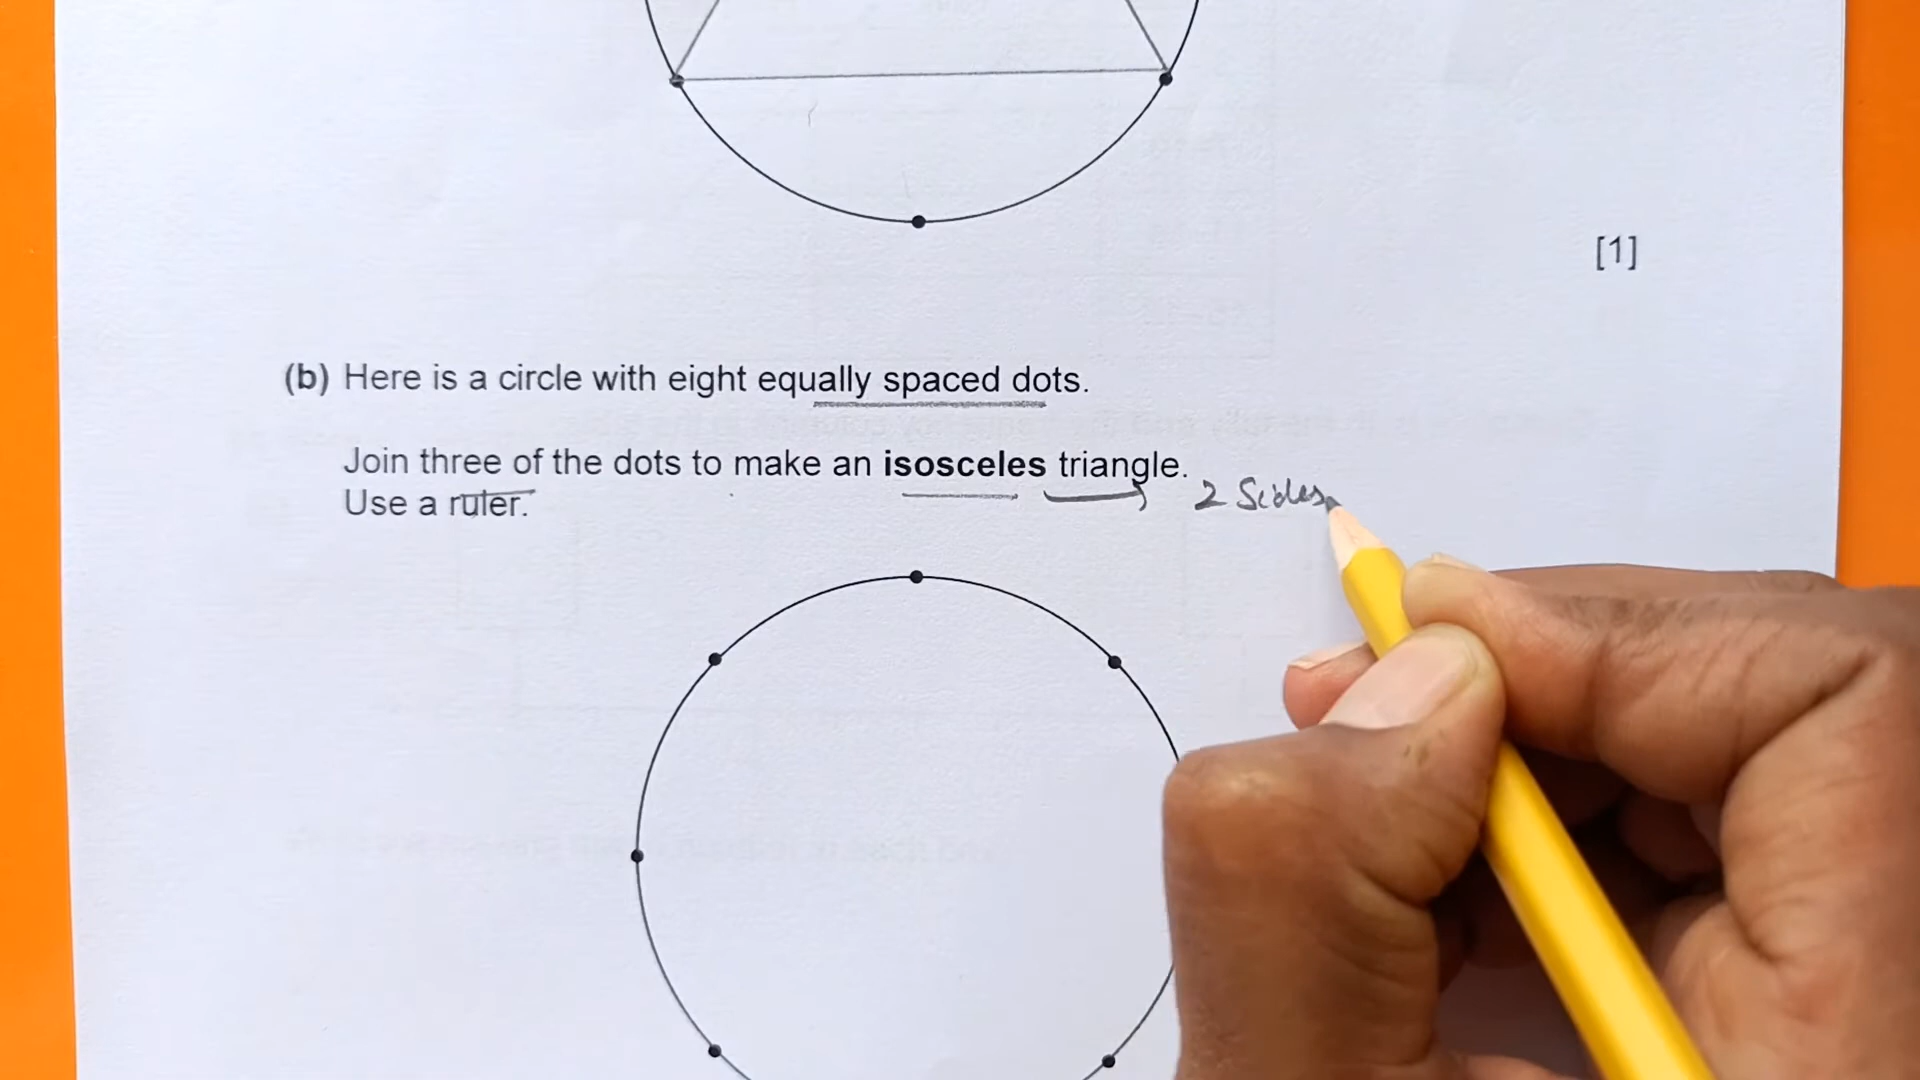 [1]
(b) Here is a circle with eight equally spaced dots.
Join three of the dots to make an isosceles triangle.
Use a ruler.
2 Sides